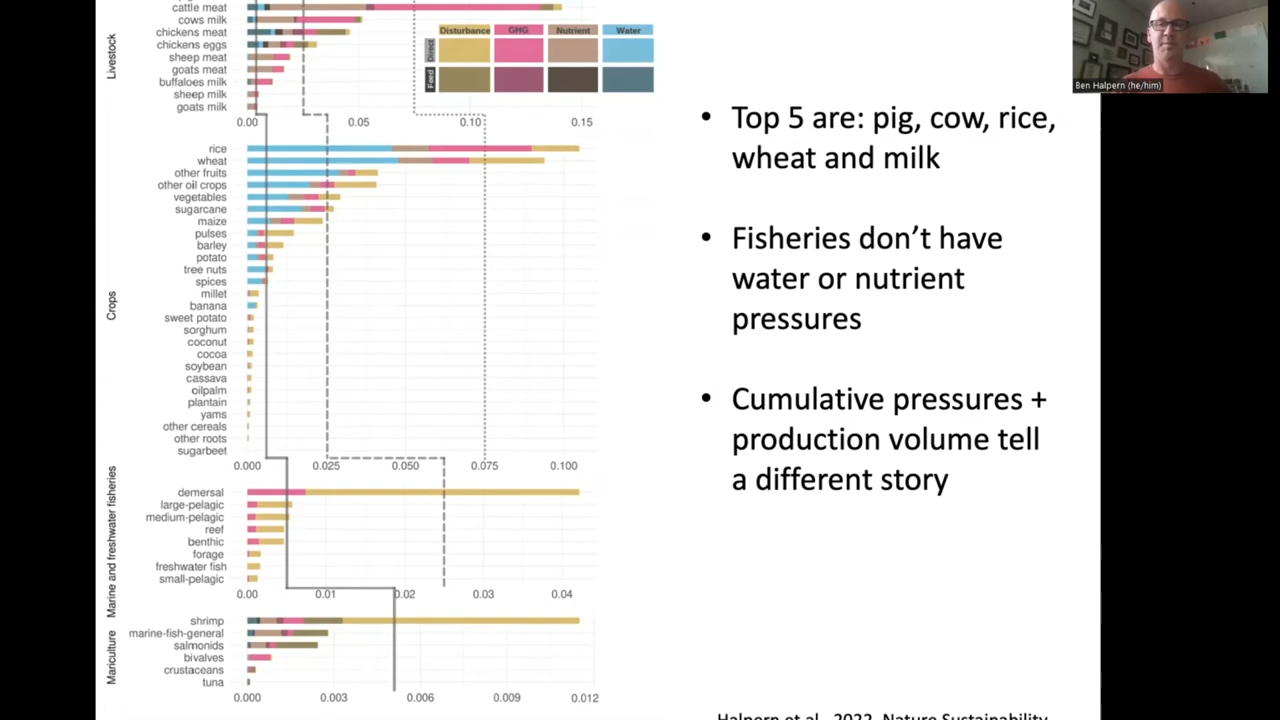 Livestock
cattle meat
cows milk
chickens meat
chickens eggs
sheep meat
goats meat
buffaloes milk
sheep milk
goats milk
Disturbance GHG Nutrient Water
Direct
Feed
0.00 0.05 0.10 0.15
Crops
rice
wheat
other fruits
other oil crops
vegetables
sugarcane
maize
pulses
barley
potato
tree nuts
spices
millet
banana
sweet potato
sorghum
coconut
cocoa
soybean
cassava
oilpalm
plantain
yams
other cereals
other roots
sugarbeet
0.000 0.025 0.050 0.075 0.100
Marine and freshwater fisheries
demersal
large-pelagic
medium-pelagic
reef
benthic
forage
freshwater fish
small-pelagic
0.00 0.01 0.02 0.03 0.04
Mariculture
shrimp
marine-fish-general
salmonids
bivalves
crustaceans
tuna
0.000 0.003 0.006 0.009 0.012
Ben Halpern (he/him)
• Top 5 are: pig, cow, rice,
wheat and milk
• Fisheries don't have
water or nutrient
pressures
• Cumulative pressures +
production volume tell
a different story
Halpern et al., 2022, Nature Sustainability